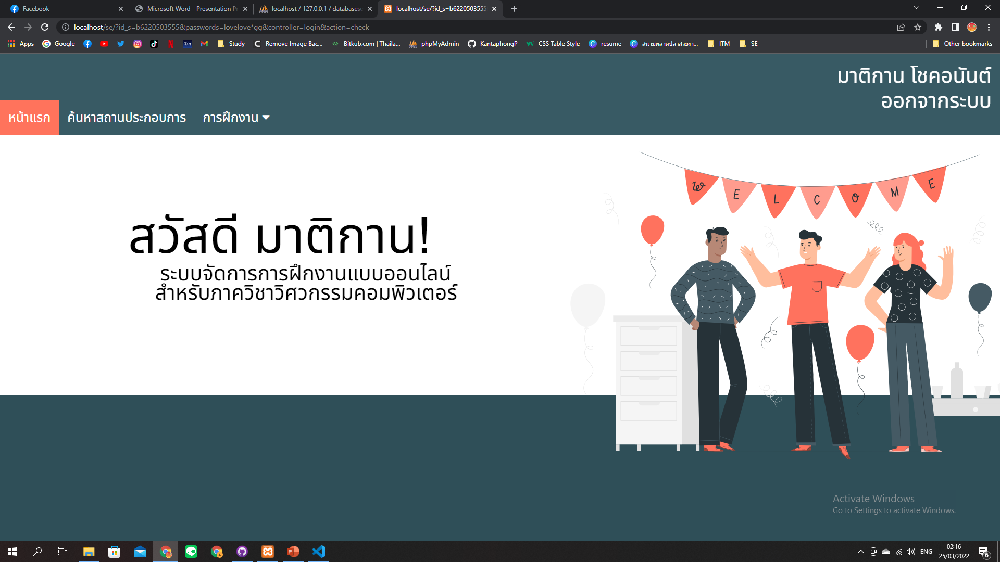 Facebook
Microsoft Word - Presentation Pr
localhost / 127.0.0.1 / databasese
localhost/se/?id_s=b6220503555
localhost/se/?id_s=b6220503555&passwords=lovelove*gg&controller=login&action=check
Apps
Google
Study
Remove Image Bac...
Bitkub.com | Thaila...
phpMyAdmin
KantaphongP
CSS Table Style
resume
สนามตลาดปลาสวยงา...
ITM
SE
Other bookmarks
มาติกาน โชคอนันต์
ออกจากระบบ
หน้าแรก
ค้นหาสถานประกอบการ
การฝึกงาน
WELCOME
สวัสดี มาติกาน!
ระบบจัดการการฝึกงานแบบออนไลน์
สำหรับภาควิชาวิศวกรรมคอมพิวเตอร์
Activate Windows
Go to Settings to activate Windows.
ENG
02:16
25/03/2022
6